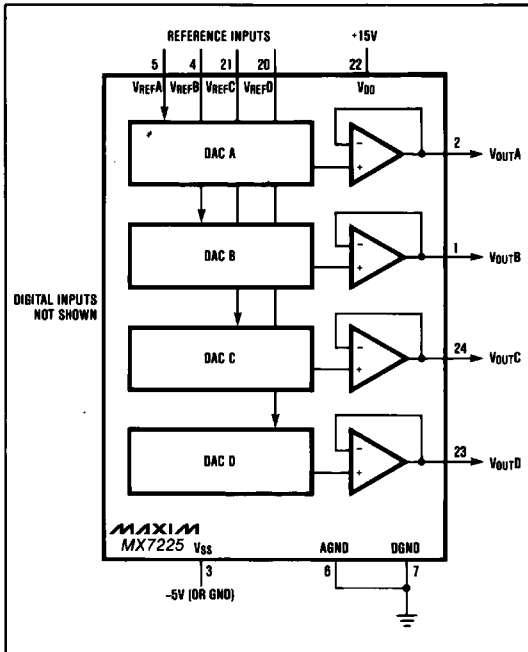 REFERENCE INPUTS +15V
5 4 21 20 22
VREFA VREFB VREFC VREFD VDD
DAC A
- +
2 VOUTA
DAC B
- +
1 VOUTB
DIGITAL INPUTS
NOT SHOWN
DAC C
- +
24 VOUTC
DAC D
- +
23 VOUTD
MAXIM
MX7225 VSS AGND DGND
3 6 7
-5V (OR GND)